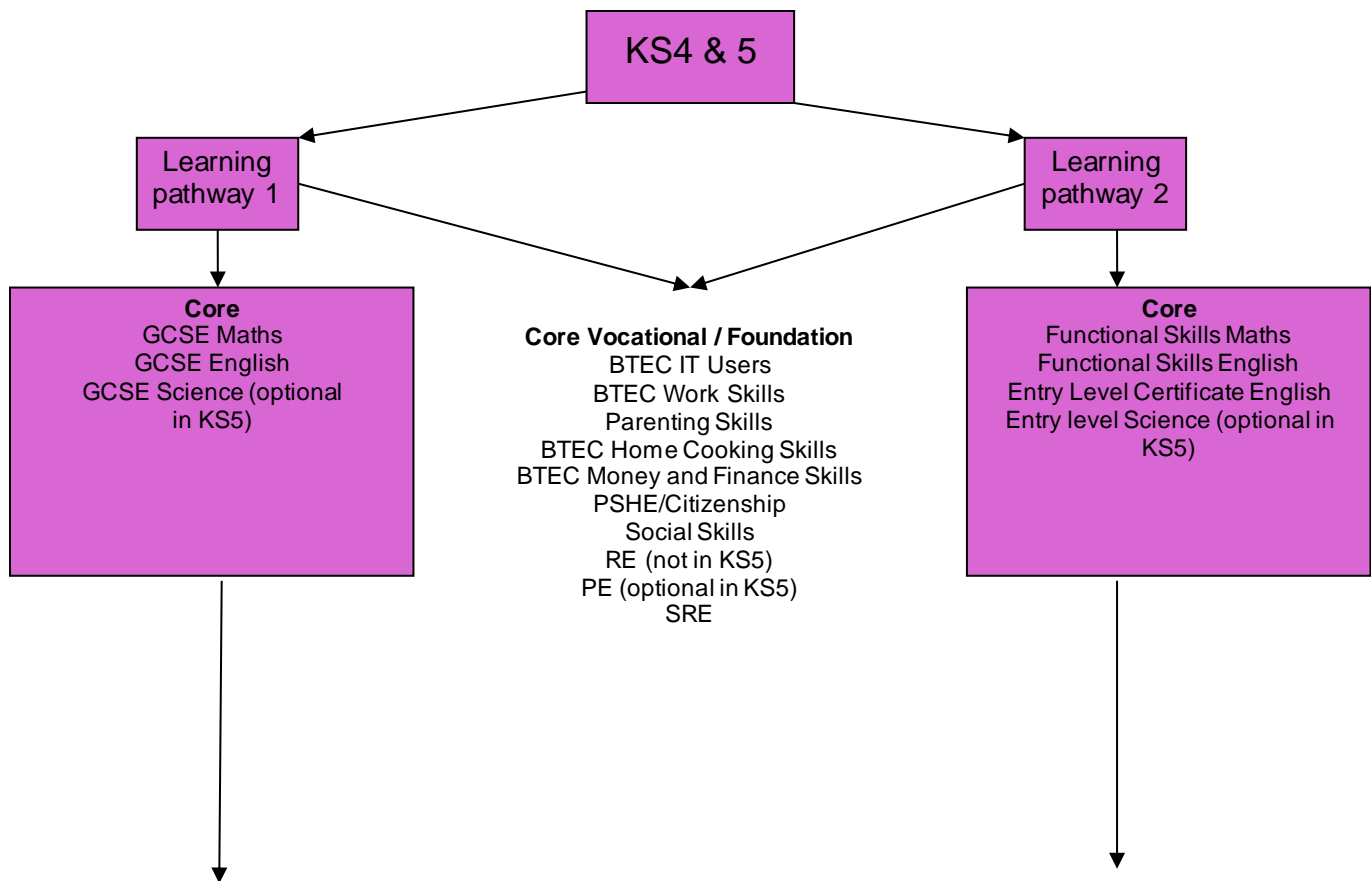 KS4 & 5
Learning
pathway 1
Learning
pathway 2
Core
GCSE Maths
GCSE English
GCSE Science (optional
in KS5)
Core Vocational / Foundation
BTEC IT Users
BTEC Work Skills
Parenting Skills
BTEC Home Cooking Skills
BTEC Money and Finance Skills
PSHE/Citizenship
Social Skills
RE (not in KS5)
PE (optional in KS5)
SRE
Core
Functional Skills Maths
Functional Skills English
Entry Level Certificate English
Entry level Science (optional in
KS5)